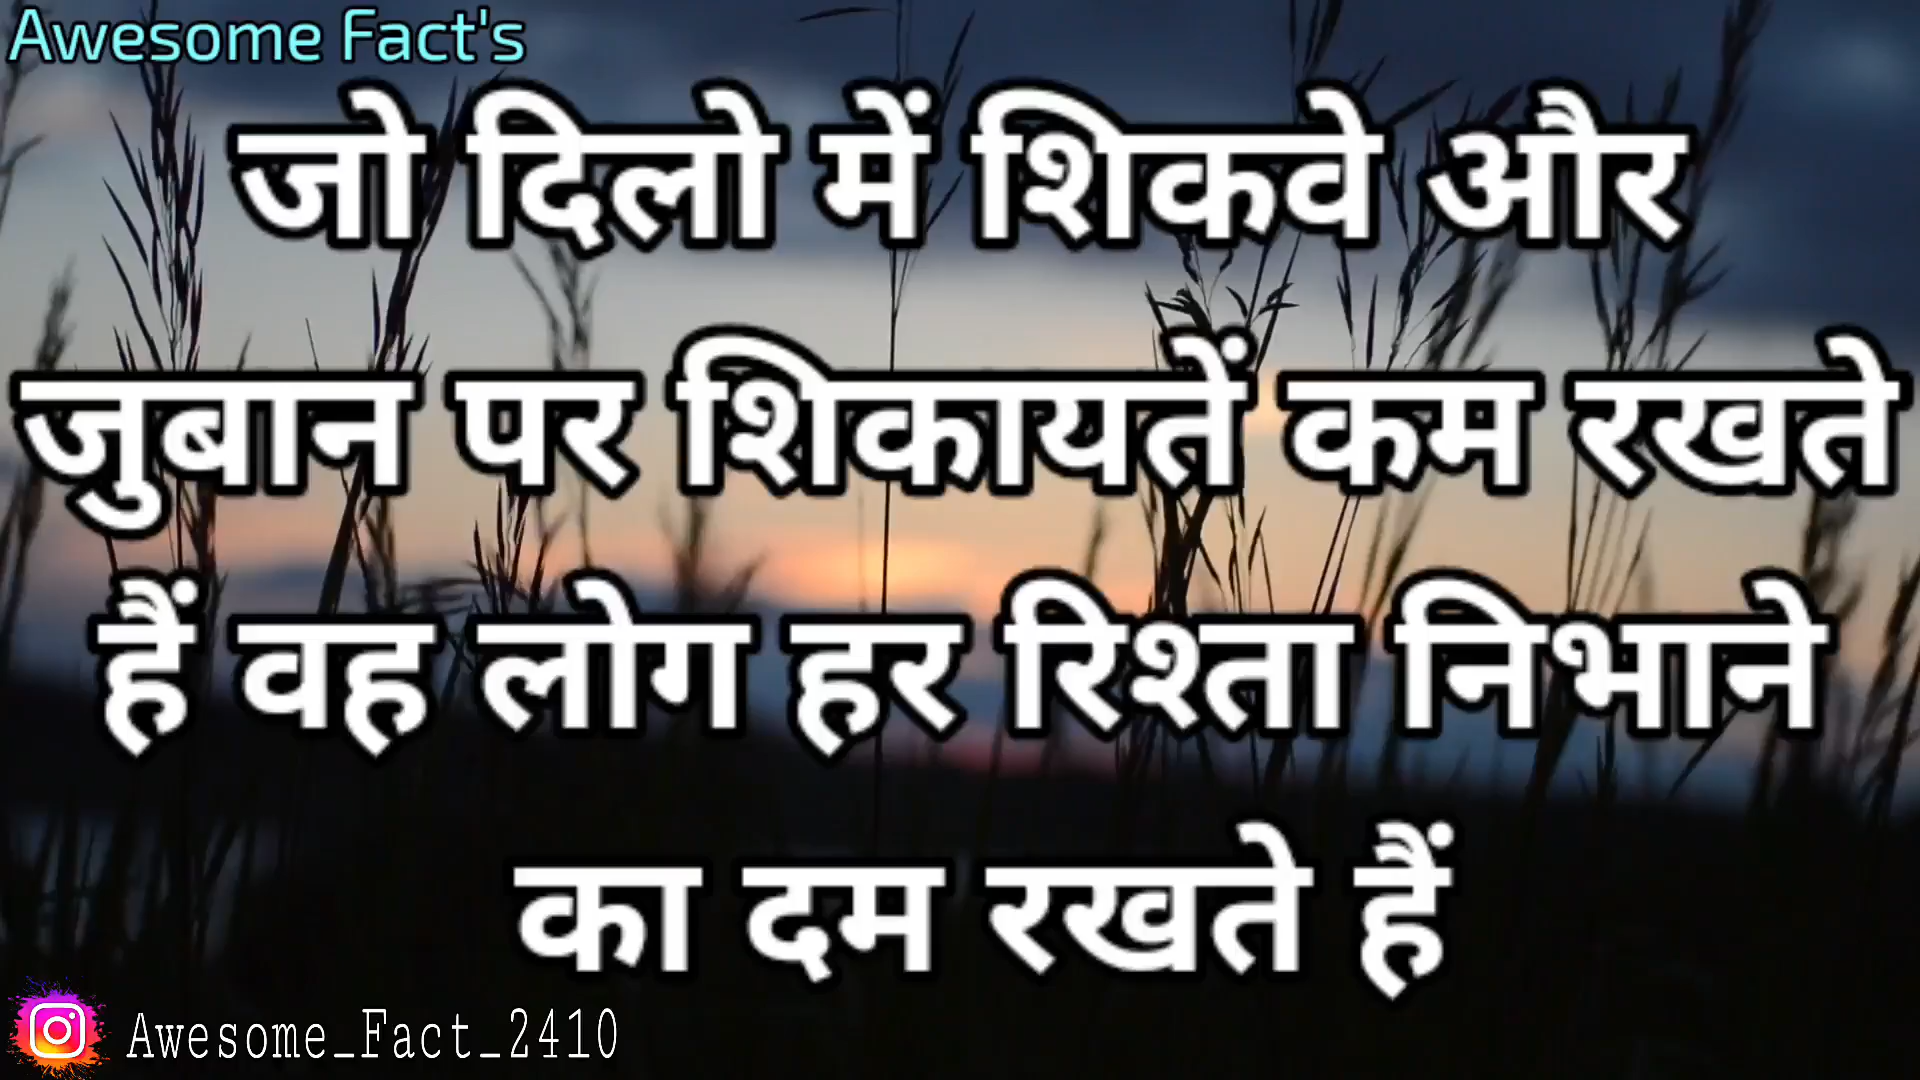 Awesome Fact's
जो दिलो में शिकवे और
जुबान पर शिकायतें कम रखते
हैं वह लोग हर रिश्ता निभाने
का दम रखते हैं
Awesome_Fact_2410